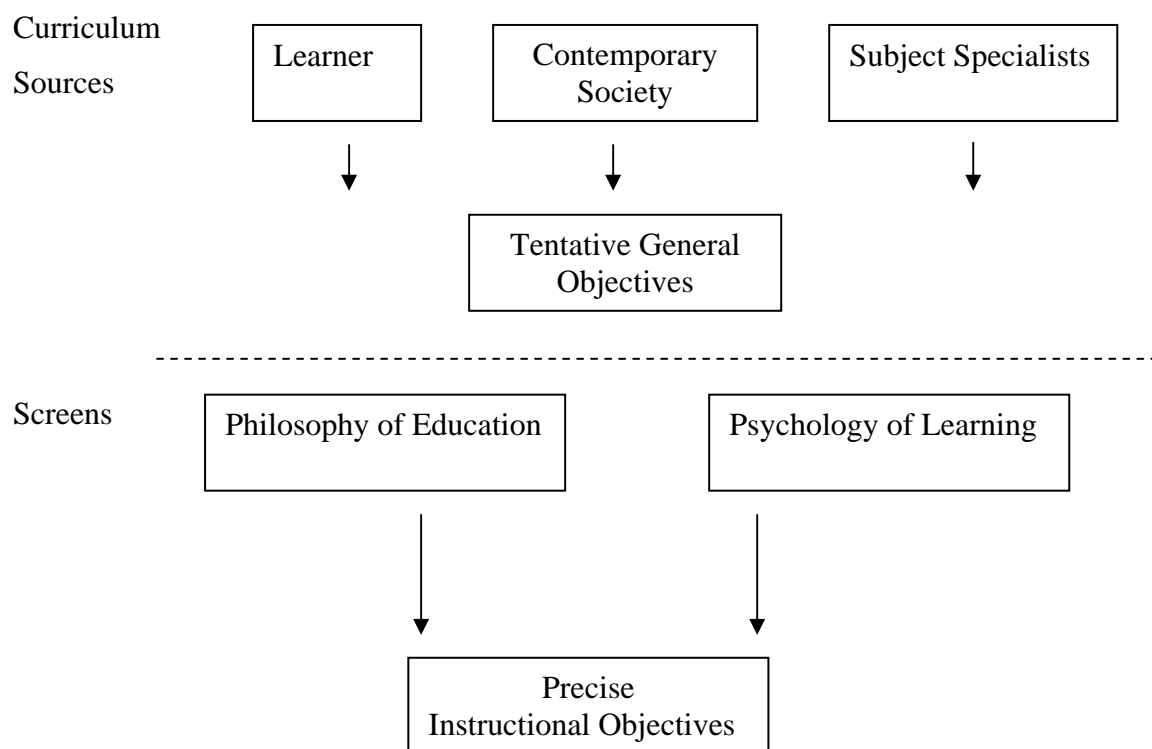 Curriculum
Sources
Learner
Contemporary
Society
Subject Specialists
Tentative General
Objectives
Screens
Philosophy of Education
Psychology of Learning
Precise
Instructional Objectives